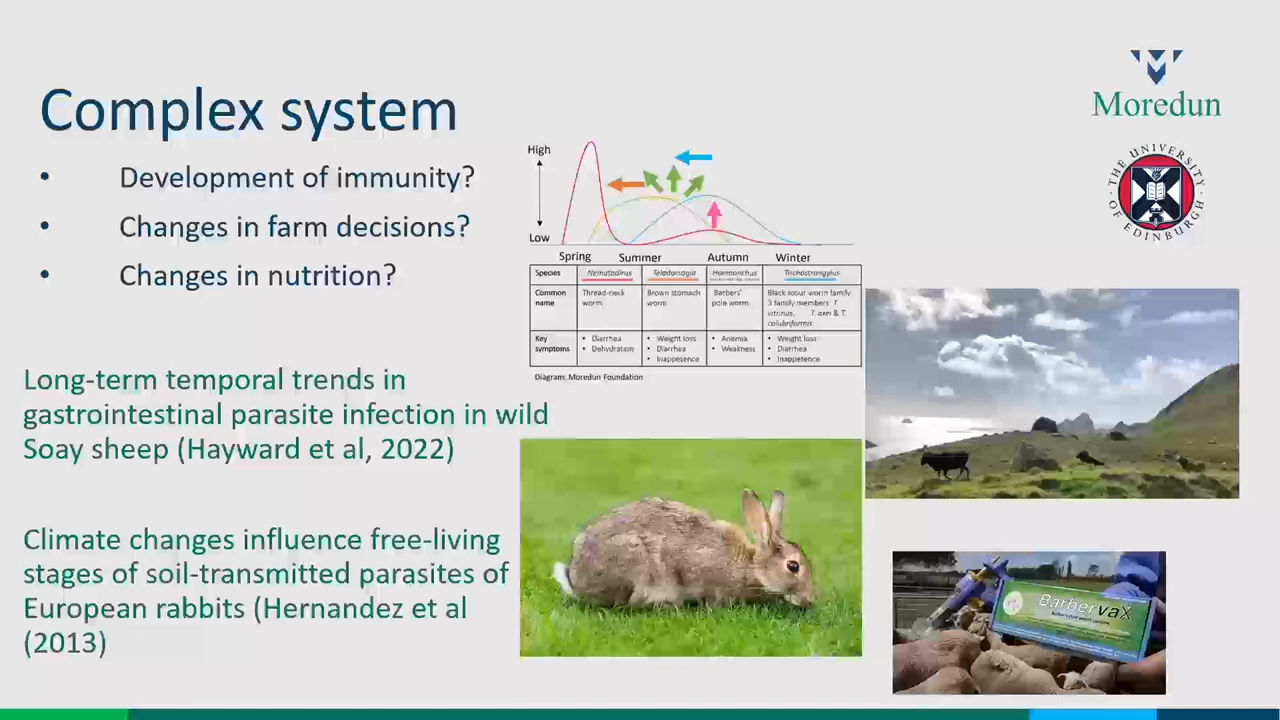 Complex system
• Development of immunity?
• Changes in farm decisions?
• Changes in nutrition?
Long-term temporal trends in
gastrointestinal parasite infection in wild
Soay sheep (Hayward et al, 2022)
Climate changes influence free-living
stages of soil-transmitted parasites of
European rabbits (Hernandez et al
(2013)
High
Low
Spring Summer Autumn Winter
Species Nematodirus Teladorsagia Haemonchus Trichostrongylus
Common name
Thread-neck
worm
Brown stomach
worm
Barbers'
pole worm
Black scour worm family
3 family members: T.
vitrinus, T. axei & T.
colubriformis
Key
symptoms
• Diarrhea
• Dehydration
• Weight loss
• Diarrhea
• Inappetence
• Anemia
• Weakness
• Weight loss
• Diarrhea
• Inappetence
Diagram: Moredun Foundation
Moredun
THE UNIVERSITY OF EDINBURGH
BarbervaX